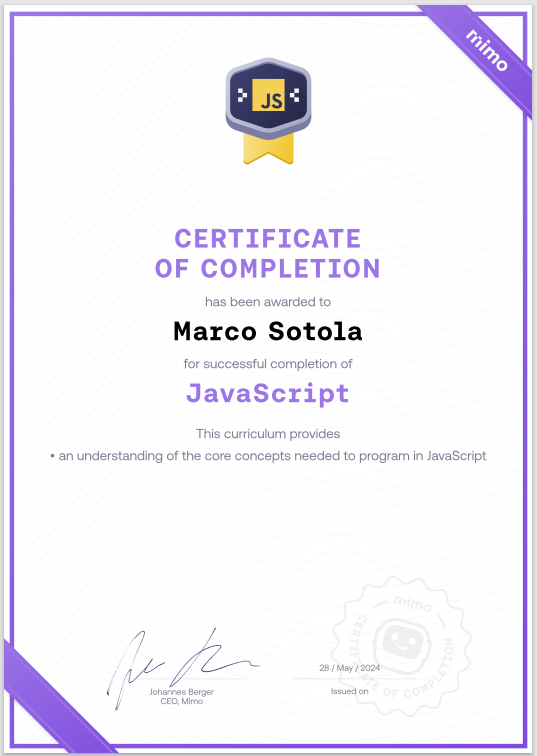 mimo
JS
CERTIFICATE
OF COMPLETION
has been awarded to
Marco Sotola
for successful completion of
JavaScript
This curriculum provides
• an understanding of the core concepts needed to program in JavaScript
mimo
CERTIFICATE OF COMPLETION
28 / May / 2024
Johannes Berger
Issued on
CEO, Mimo